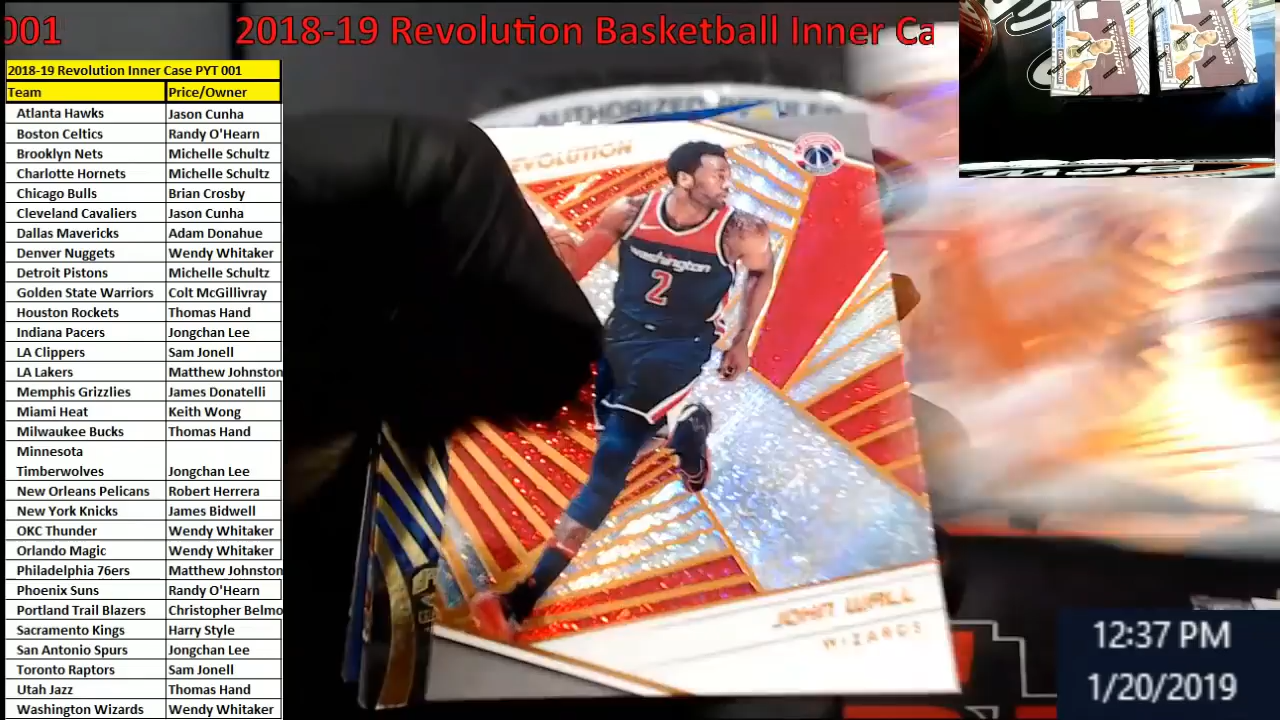 001 2018-19 Revolution Basketball Inner Ca
2018-19 Revolution Inner Case PYT 001
Team Price/Owner
Atlanta Hawks Jason Cunha
Boston Celtics Randy O'Hearn
Brooklyn Nets Michelle Schultz
Charlotte Hornets Michelle Schultz
Chicago Bulls Brian Crosby
Cleveland Cavaliers Jason Cunha
Dallas Mavericks Adam Donahue
Denver Nuggets Wendy Whitaker
Detroit Pistons Michelle Schultz
Golden State Warriors Colt McGillivray
Houston Rockets Thomas Hand
Indiana Pacers Jongchan Lee
LA Clippers Sam Jonell
LA Lakers Matthew Johnston
Memphis Grizzlies James Donatelli
Miami Heat Keith Wong
Milwaukee Bucks Thomas Hand
Minnesota
Timberwolves Jongchan Lee
New Orleans Pelicans Robert Herrera
New York Knicks James Bidwell
OKC Thunder Wendy Whitaker
Orlando Magic Wendy Whitaker
Philadelphia 76ers Matthew Johnston
Phoenix Suns Randy O'Hearn
Portland Trail Blazers Christopher Belmo
Sacramento Kings Harry Style
San Antonio Spurs Jongchan Lee
Toronto Raptors Sam Jonell
Utah Jazz Thomas Hand
Washington Wizards Wendy Whitaker
AUTHORIZED
EVOLUTION
washington
2
JOHN WALL
WIZARDS
12:37 PM
1/20/2019